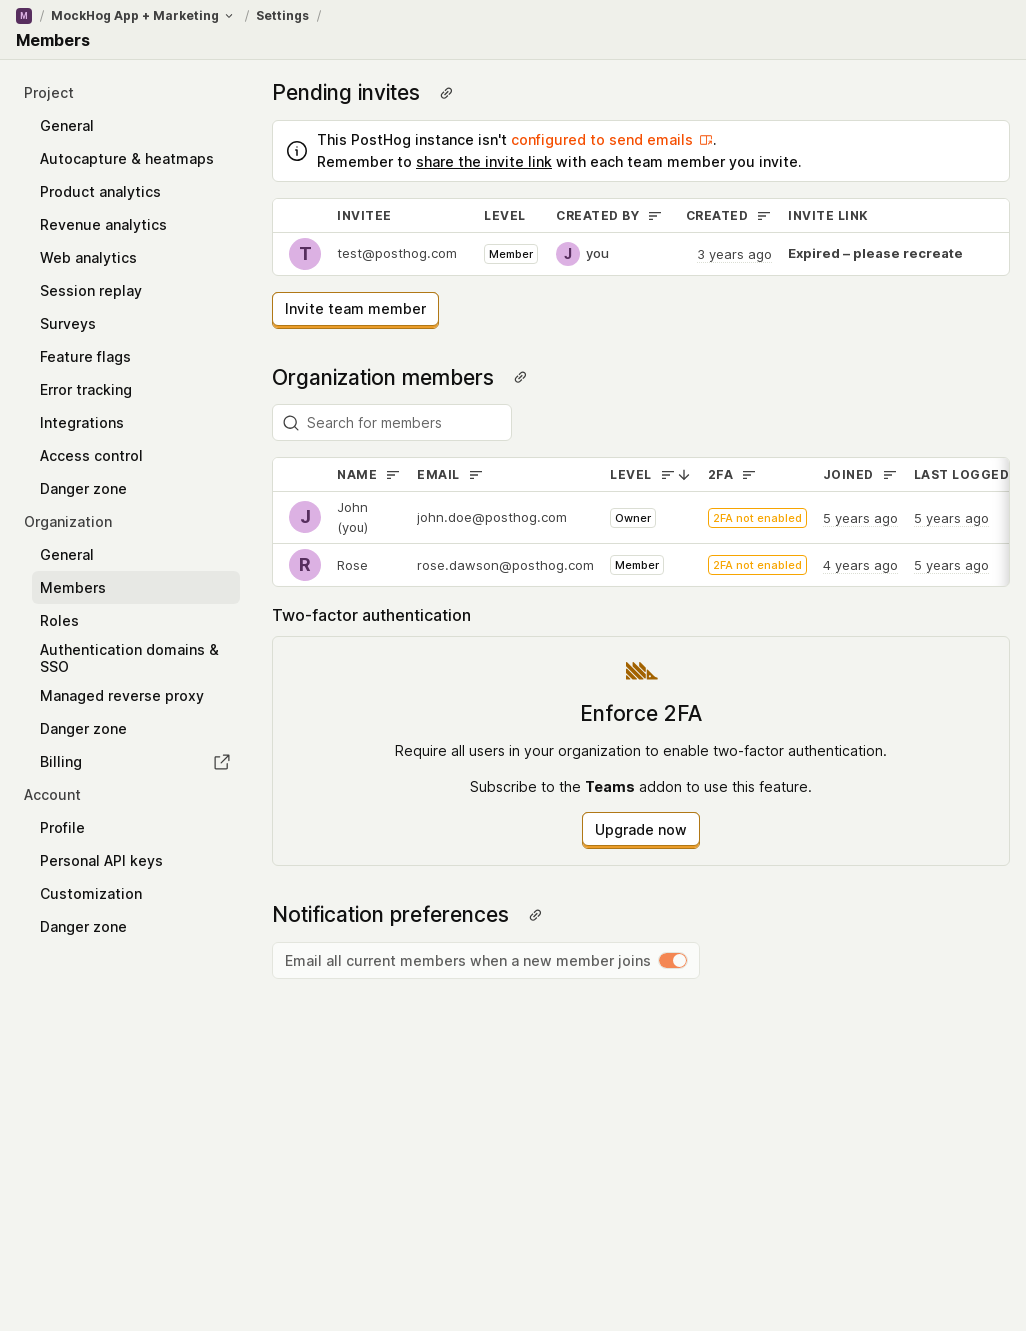 M / MockHog App + Marketing / Settings /
Members
Project
General
Autocapture & heatmaps
Product analytics
Revenue analytics
Web analytics
Session replay
Surveys
Feature flags
Error tracking
Integrations
Access control
Danger zone
Organization
General
Members
Roles
Authentication domains &
SSO
Managed reverse proxy
Danger zone
Billing
Account
Profile
Personal API keys
Customization
Danger zone
Pending invites
This PostHog instance isn't configured to send emails.
Remember to share the invite link with each team member you invite.
INVITEE LEVEL CREATED BY CREATED INVITE LINK
T test@posthog.com Member J you 3 years ago Expired – please recreate
Invite team member
Organization members
Search for members
NAME EMAIL LEVEL 2FA JOINED LAST LOGGED
J John (you) john.doe@posthog.com Owner 2FA not enabled 5 years ago 5 years ago
R Rose rose.dawson@posthog.com Member 2FA not enabled 4 years ago 5 years ago
Two-factor authentication
Enforce 2FA
Require all users in your organization to enable two-factor authentication.
Subscribe to the Teams addon to use this feature.
Upgrade now
Notification preferences
Email all current members when a new member joins